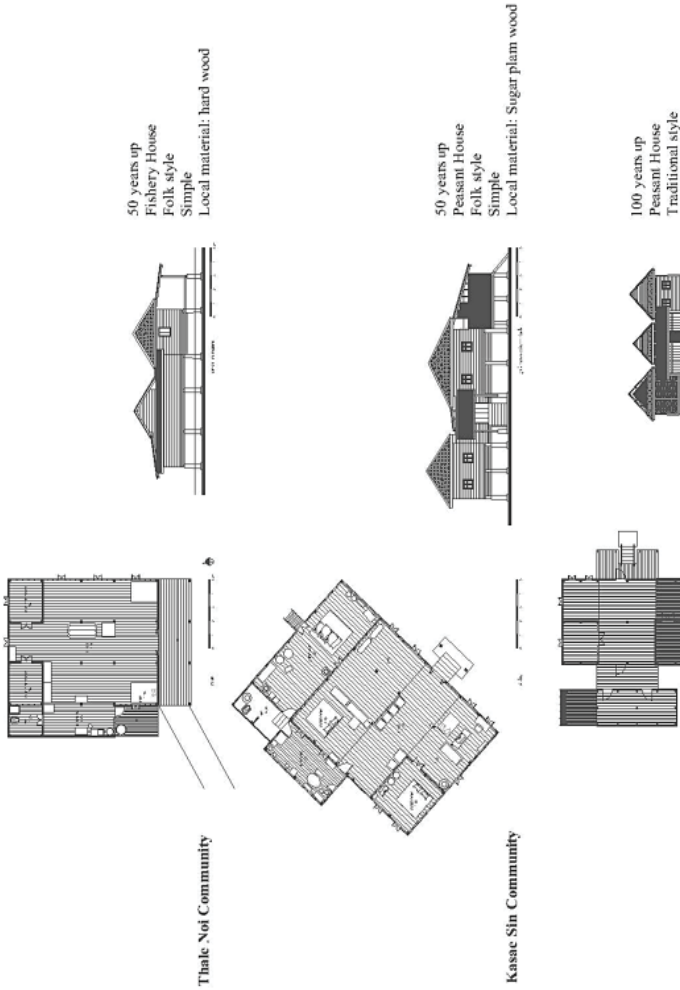 Thale Noi Community
50 years up
Fishery House
Folk style
Simple
Local material: hard wood
Kasae Sin Community
50 years up
Peasant House
Folk style
Simple
Local material: Sugar plam wood
100 years up
Peasant House
Traditional style